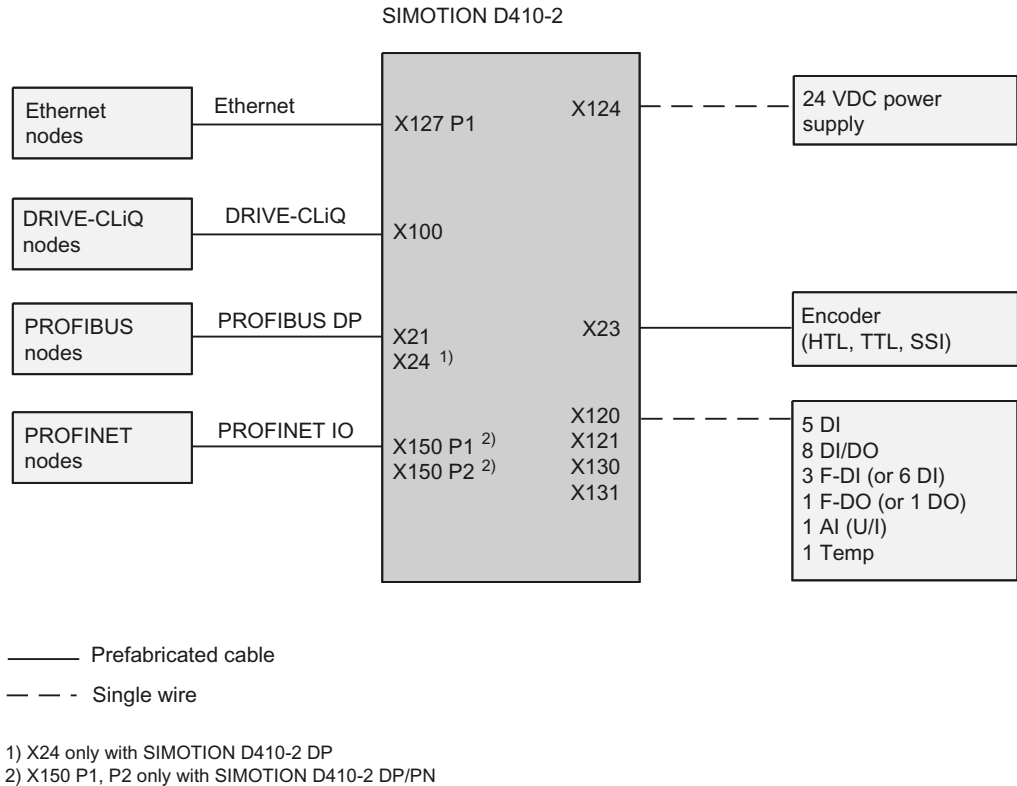 SIMOTION D410-2
Ethernet
nodes
Ethernet
X127 P1
X124
24 VDC power
supply
DRIVE-CLiQ
nodes
DRIVE-CLiQ
X100
PROFIBUS
nodes
PROFIBUS DP
X21
X24 1)
X23
Encoder
(HTL, TTL, SSI)
PROFINET
nodes
PROFINET IO
X150 P1 2)
X150 P2 2)
X120
X121
X130
X131
5 DI
8 DI/DO
3 F-DI (or 6 DI)
1 F-DO (or 1 DO)
1 AI (U/I)
1 Temp
Prefabricated cable
Single wire
1) X24 only with SIMOTION D410-2 DP
2) X150 P1, P2 only with SIMOTION D410-2 DP/PN